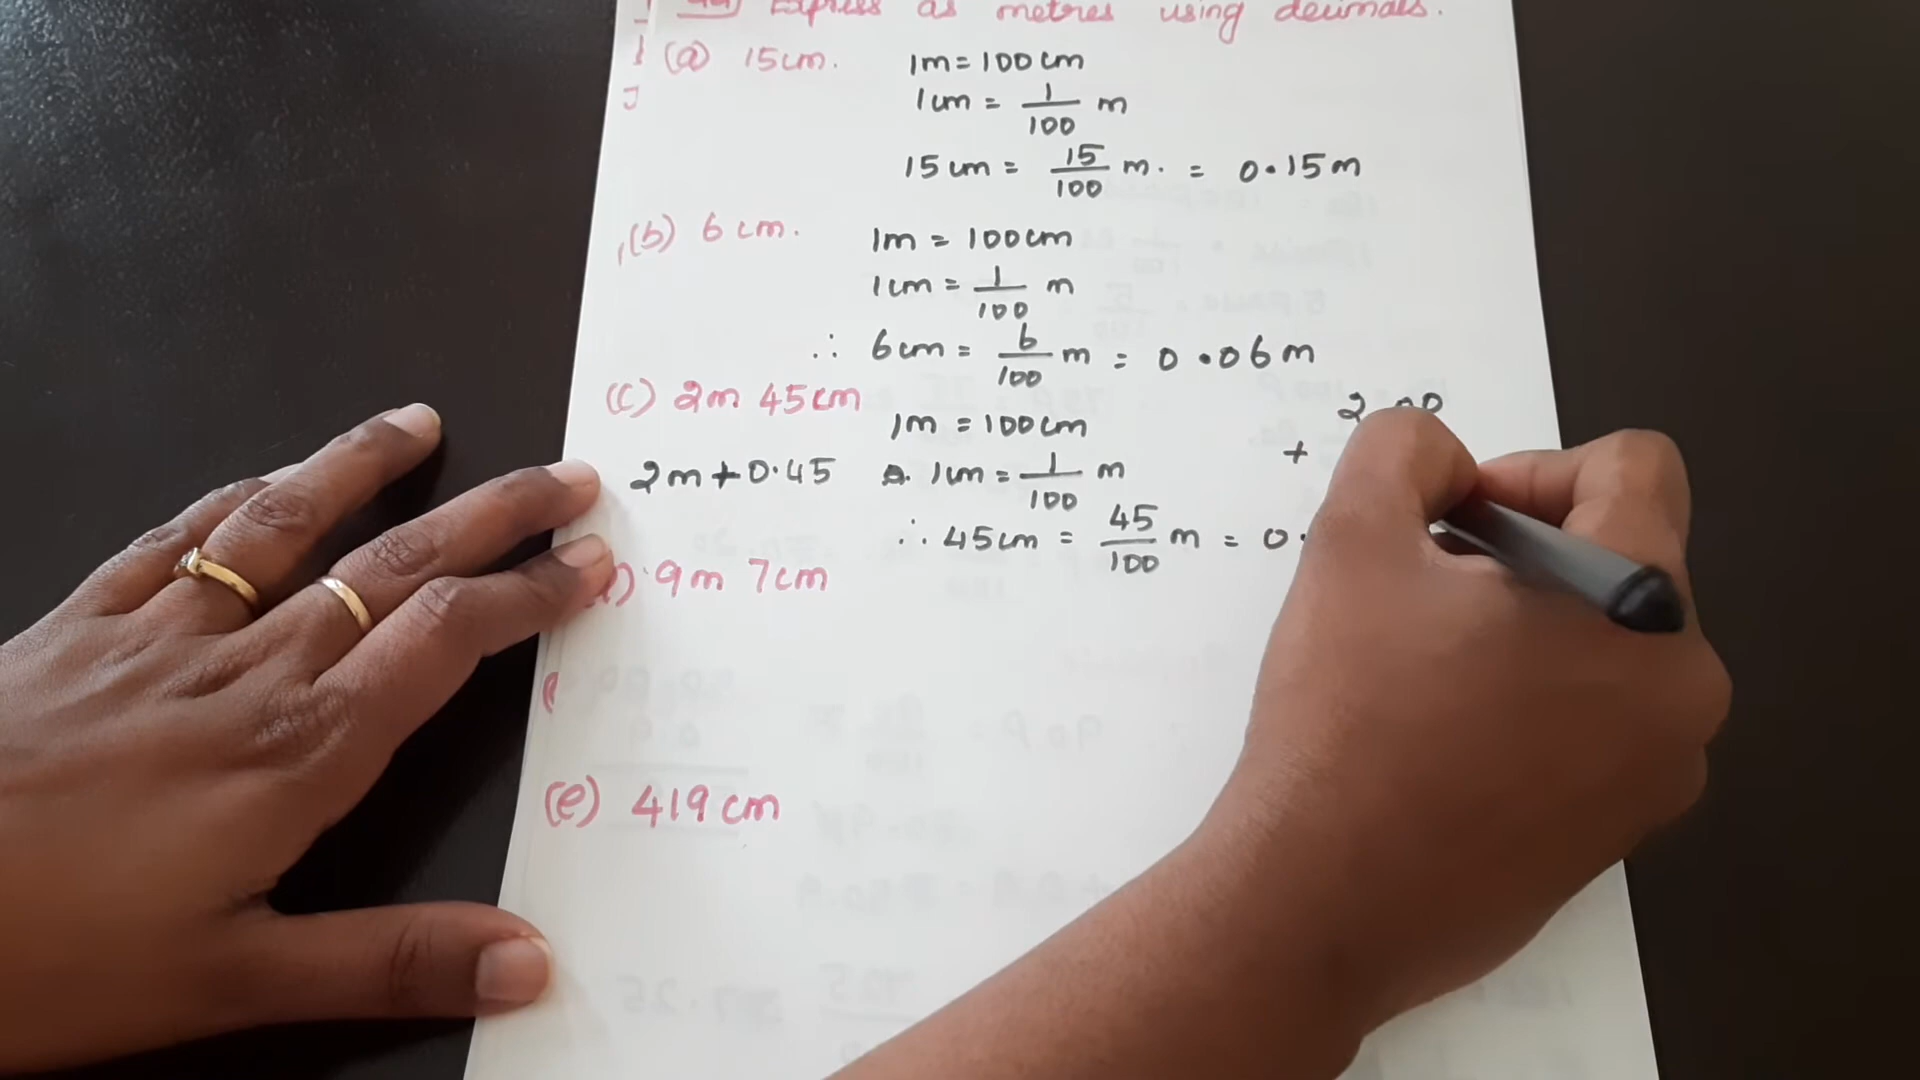 Express as metres using decimals.
(a) 15cm. 1m = 100cm
1cm = 1/100 m
15cm = 15/100 m. = 0.15m
(b) 6cm. 1m = 100cm
1cm = 1/100 m
∴ 6cm = 6/100 m = 0.06m
(c) 2m 45cm
1m = 100cm
2m + 0.45 1cm = 1/100 m
+
∴ 45cm = 45/100 m = 0.
9m 7cm
(e) 419cm